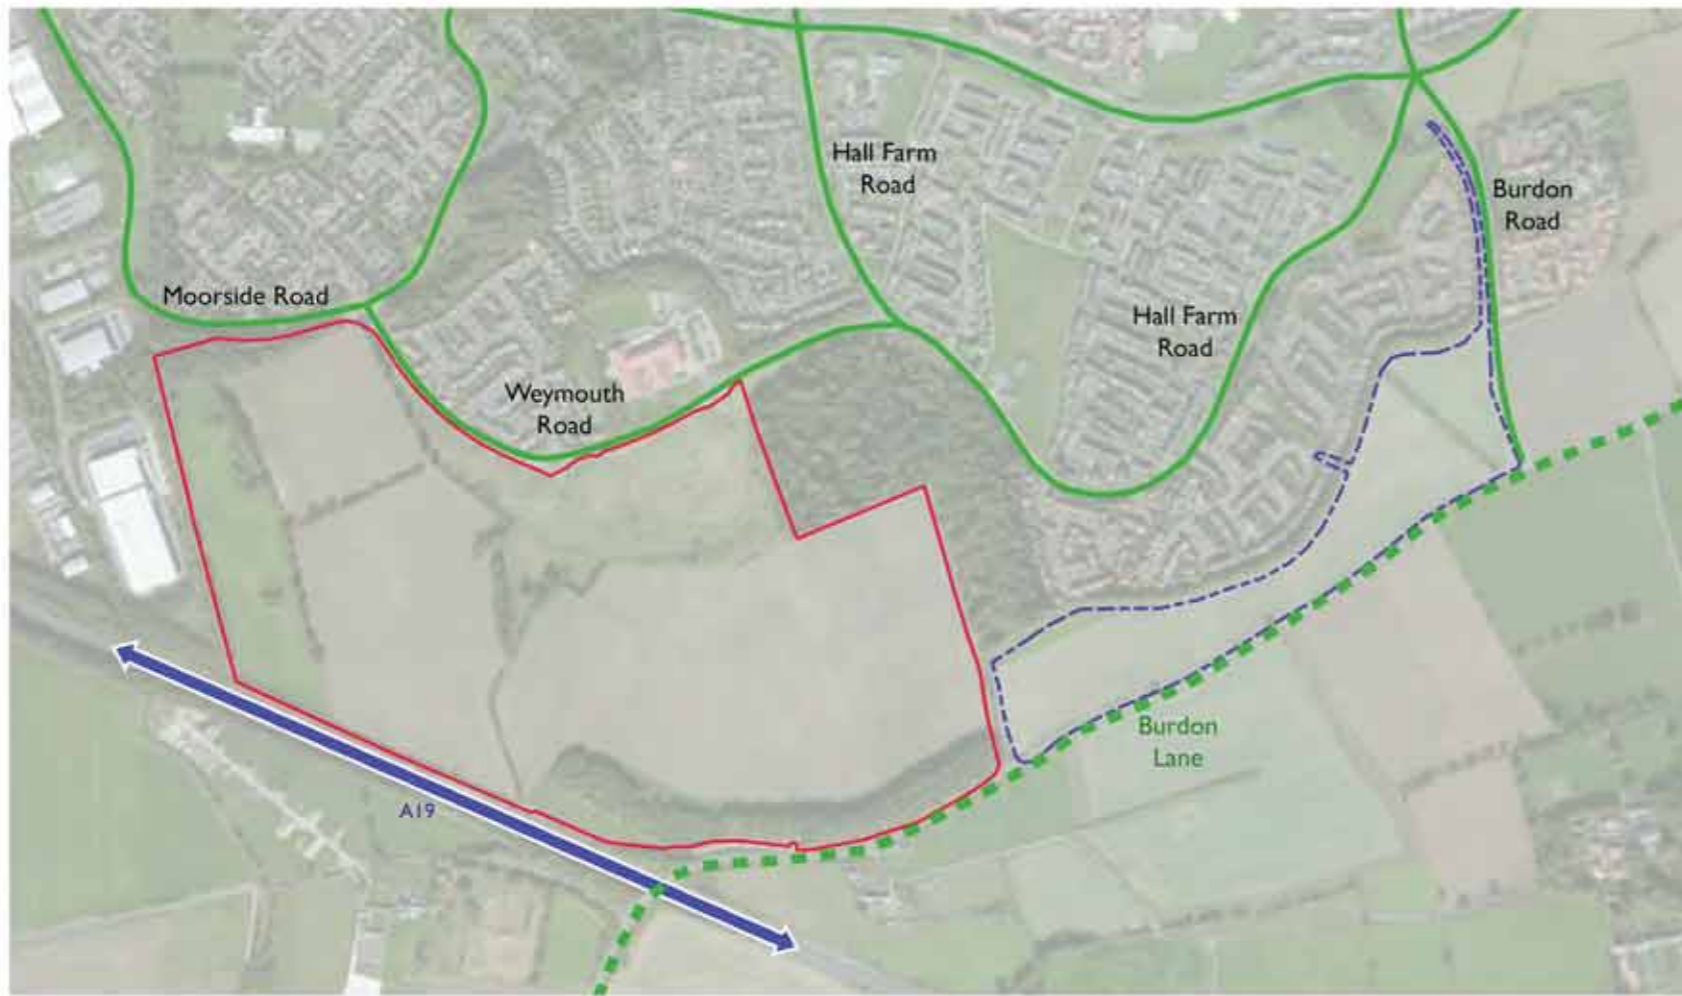 Hall Farm
Road
Burdon
Road
Moorside Road
Hall Farm
Road
Weymouth
Road
Burdon
Lane
A19